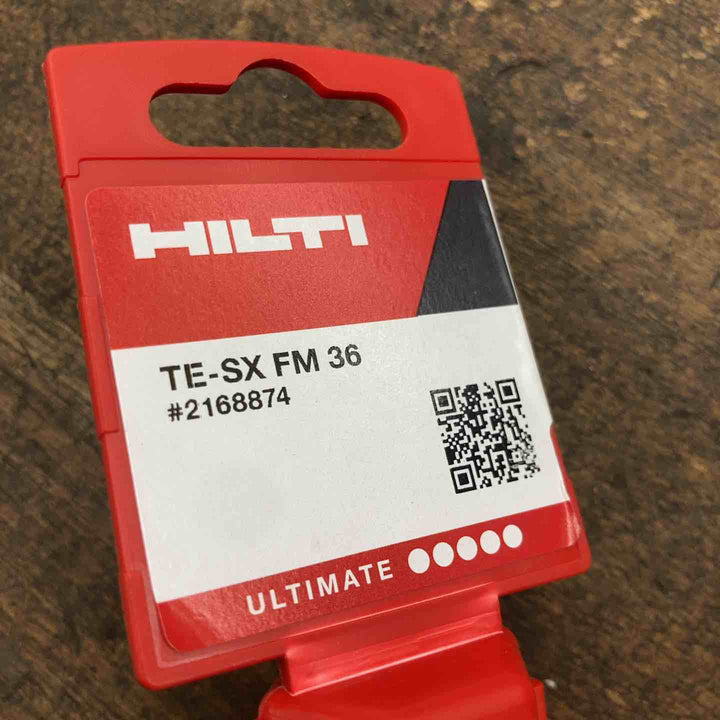 HILTI
TE-SX FM 36
#2168874
ULTIMATE